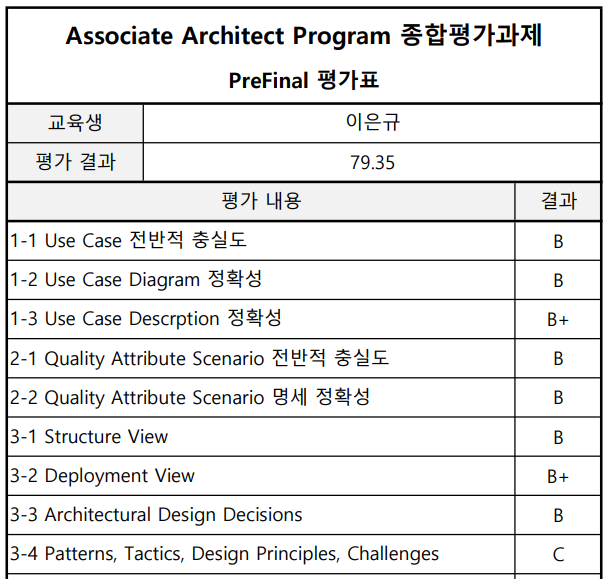 Associate Architect Program 종합평가과제
PreFinal 평가표
교육생 이은규
평가 결과 79.35
평가 내용 결과
1-1 Use Case 전반적 충실도 B
1-2 Use Case Diagram 정확성 B
1-3 Use Case Descrption 정확성 B+
2-1 Quality Attribute Scenario 전반적 충실도 B
2-2 Quality Attribute Scenario 명세 정확성 B
3-1 Structure View B
3-2 Deployment View B+
3-3 Architectural Design Decisions B
3-4 Patterns, Tactics, Design Principles, Challenges C